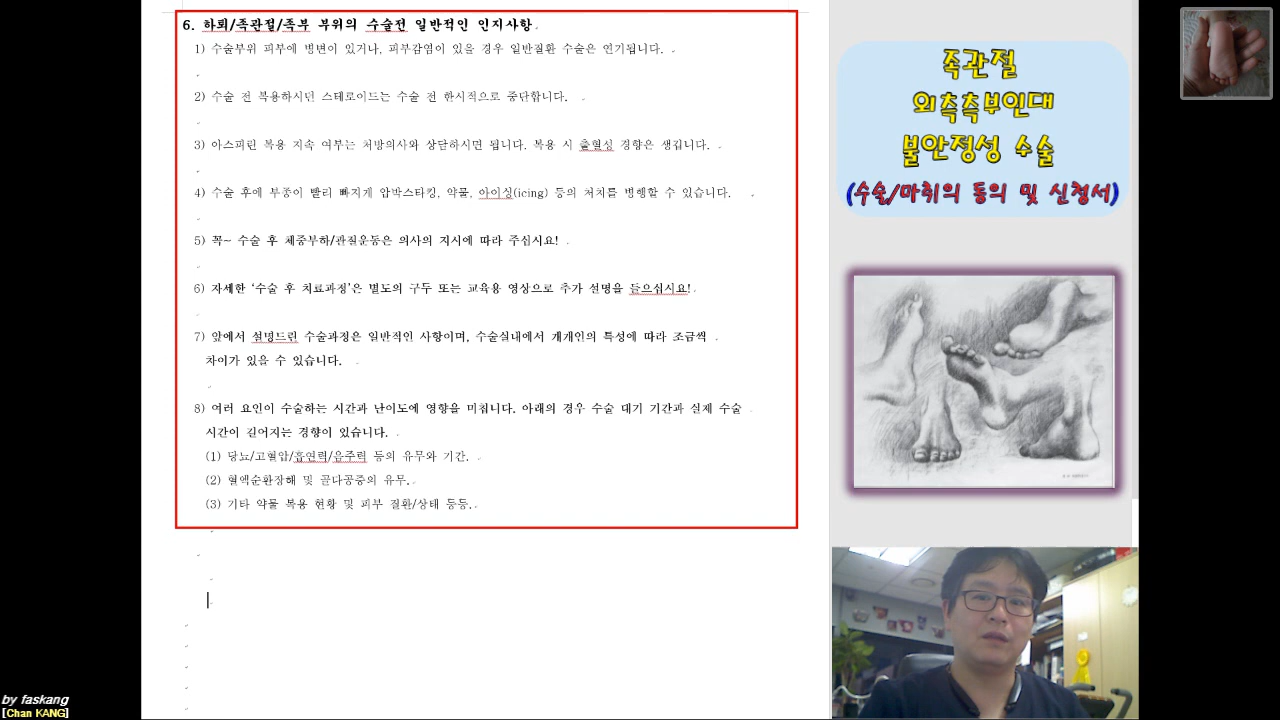 6. 하퇴/족관절/족부 부위의 수술전 일반적인 인지사항
1) 수술부위 피부에 병변이 있거나, 피부감염이 있을 경우 일반질환 수술은 연기됩니다.
2) 수술 전 복용하시던 스테로이드는 수술 전 한시적으로 중단합니다.
3) 아스피린 복용 지속 여부는 처방의사와 상담하시면 됩니다. 복용 시 출혈성 경향은 생깁니다.
4) 수술 후에 부종이 빨리 빠지게 압박스타킹, 약물, 아이싱(icing) 등의 처치를 병행할 수 있습니다.
5) 꼭~ 수술 후 체중부하/관절운동은 의사의 지시에 따라 주십시요!
6) 자세한 '수술 후 치료과정'은 별도의 구두 또는 교육용 영상으로 추가 설명을 들으십시요!
7) 앞에서 설명드린 수술과정은 일반적인 사항이며, 수술실내에서 개개인의 특성에 따라 조금씩
차이가 있을 수 있습니다.
8) 여러 요인이 수술하는 시간과 난이도에 영향을 미칩니다. 아래의 경우 수술 대기 기간과 실제 수술
시간이 길어지는 경향이 있습니다.
(1) 당뇨/고혈압/흡연력/음주력 등의 유무와 기간.
(2) 혈액순환장해 및 골다공증의 유무.
(3) 기타 약물 복용 현황 및 피부 질환/상태 등등.
족관절
외측측부인대
불안정성 수술
(수술/마취의 동의 및 신청서)
by faskang
[Chan KANG]